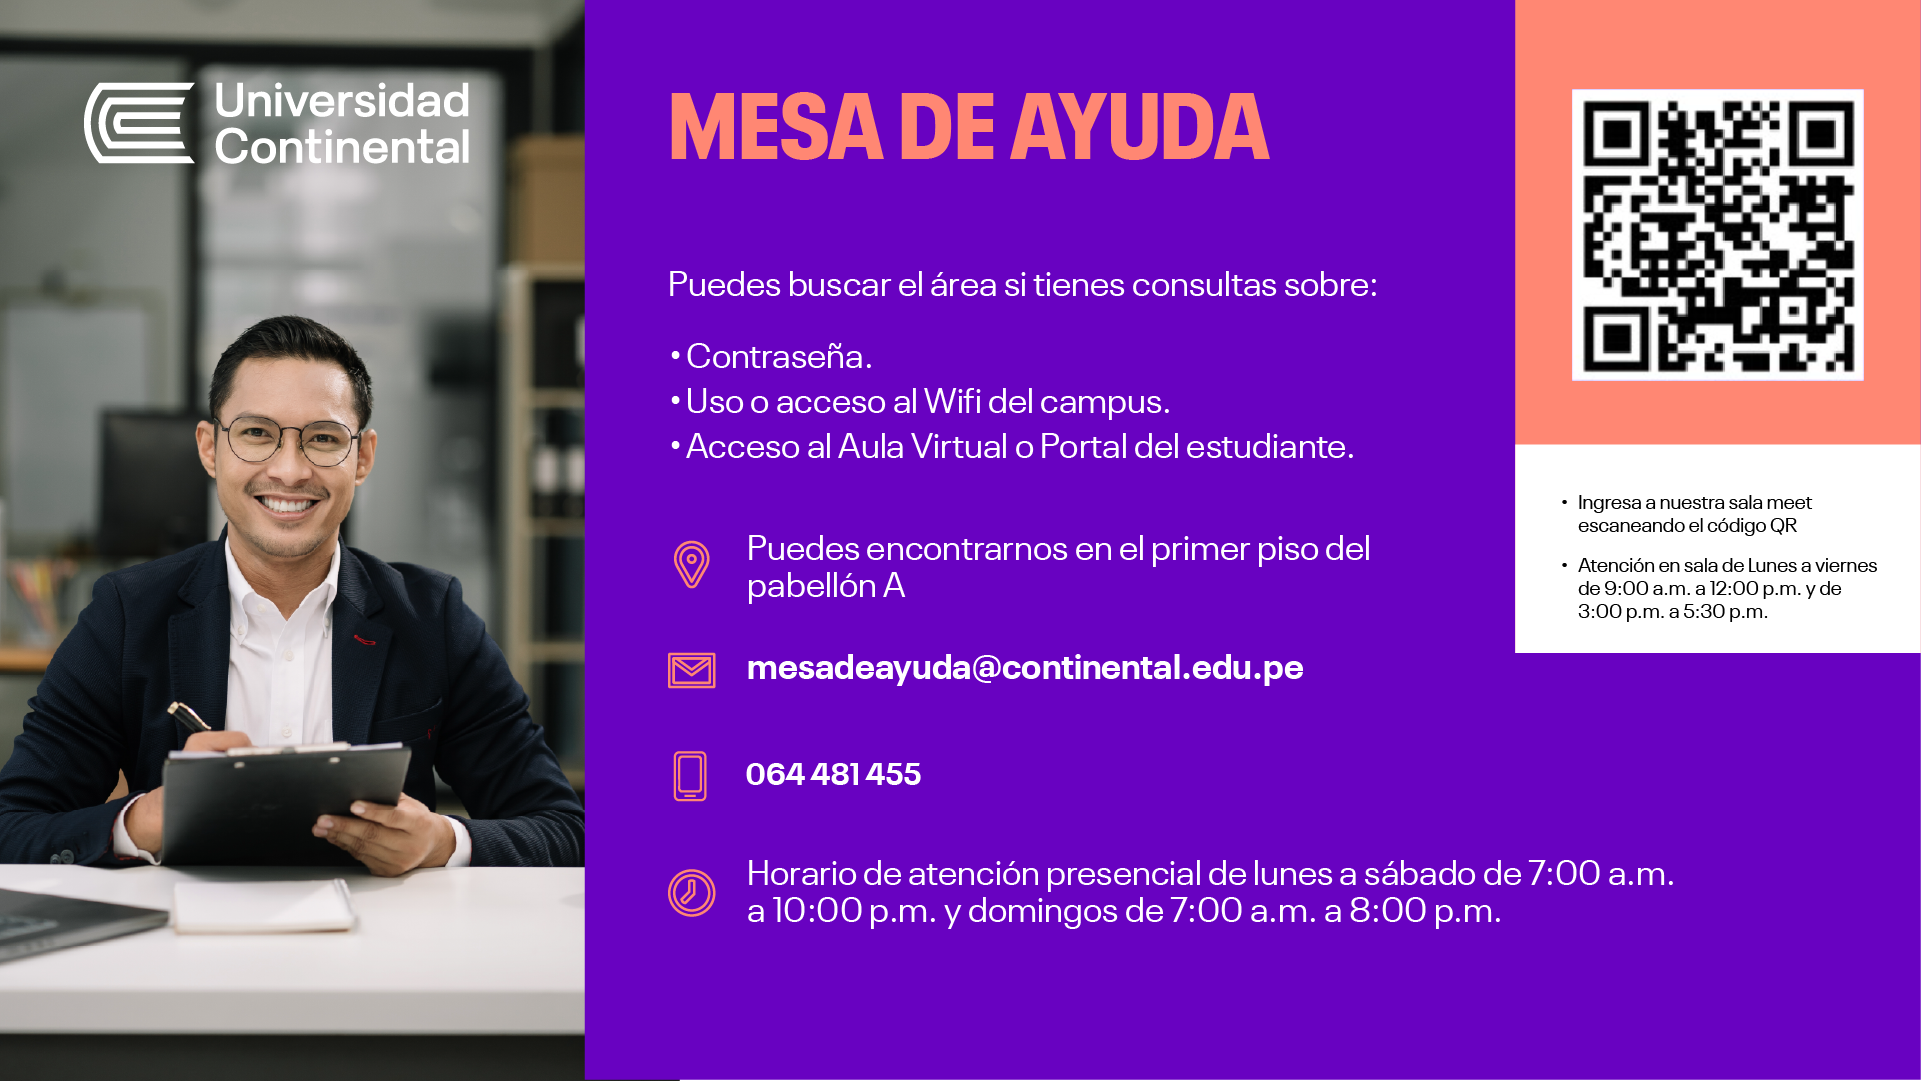 Universidad
Continental
MESA DE AYUDA
Puedes buscar el área si tienes consultas sobre:
• Contraseña.
• Uso o acceso al Wifi del campus.
• Acceso al Aula Virtual o Portal del estudiante.
Puedes encontrarnos en el primer piso del
pabellón A
mesadeayuda@continental.edu.pe
064 481 455
Horario de atención presencial de lunes a sábado de 7:00 a.m.
a 10:00 p.m. y domingos de 7:00 a.m. a 8:00 p.m.
• Ingresa a nuestra sala meet
escaneando el código QR
• Atención en sala de Lunes a viernes
de 9:00 a.m. a 12:00 p.m. y de
3:00 p.m. a 5:30 p.m.